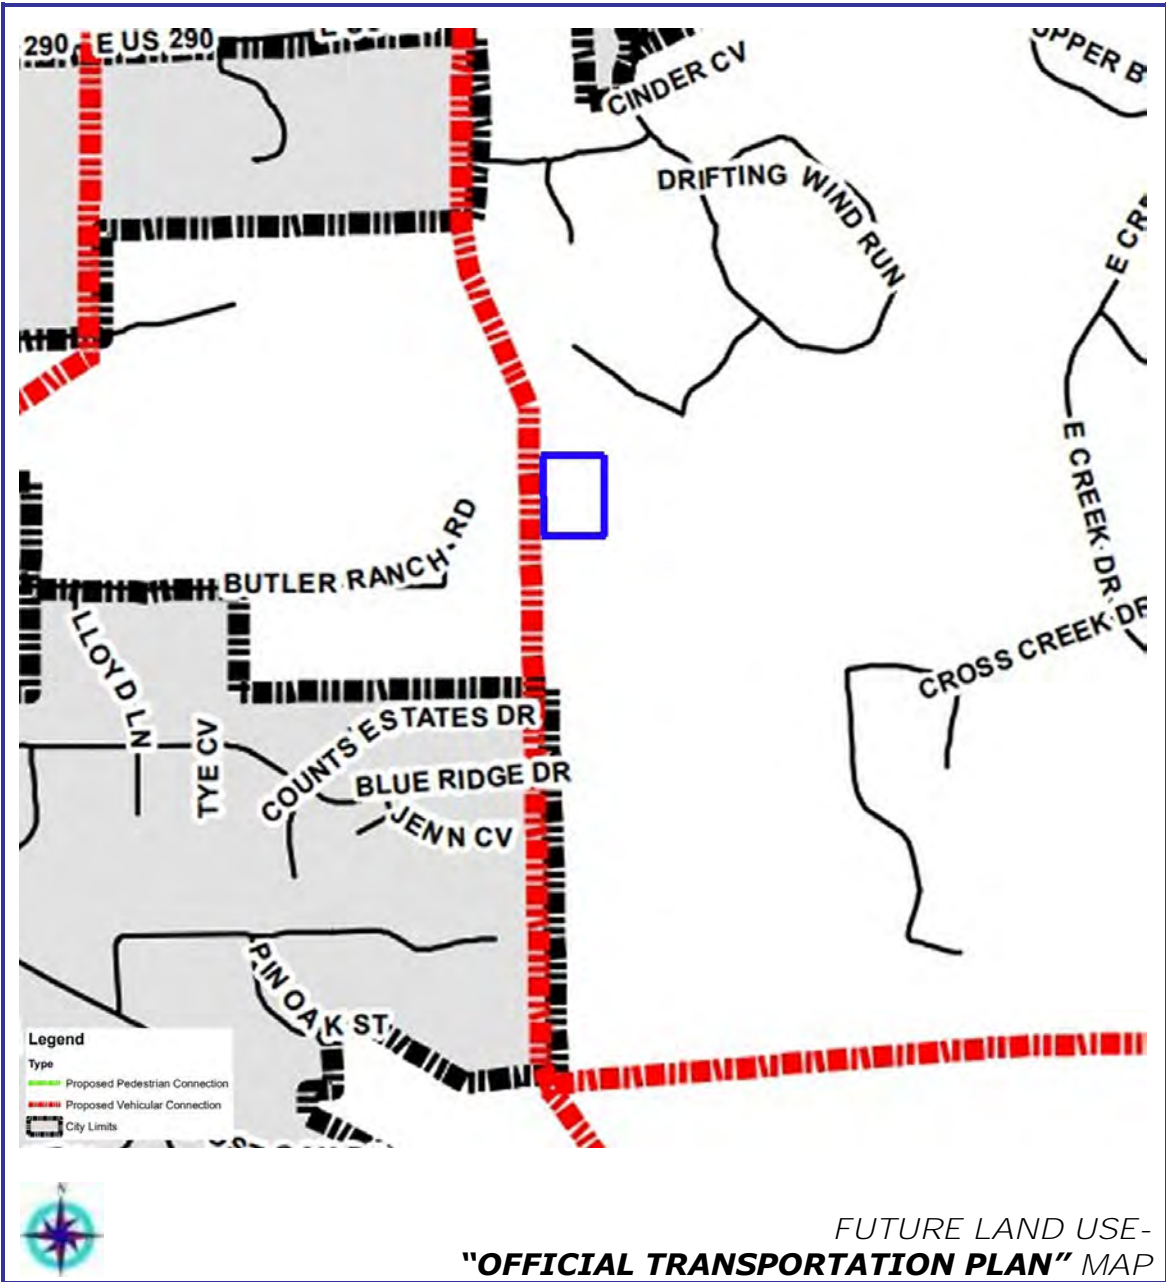 290
E US 290
CINDER CV
UPPER B
DRIFTING WIND RUN
E CRE
E CREEK DR
BUTLER RANCH RD
CROSS CREEK DR
LLOYD LN
TYE CV
COUNTS ESTATES DR
BLUE RIDGE DR
JENN CV
PIN OAK ST
Legend
Type
Proposed Pedestrian Connection
Proposed Vehicular Connection
City Limits
N
FUTURE LAND USE-
“OFFICIAL TRANSPORTATION PLAN” MAP